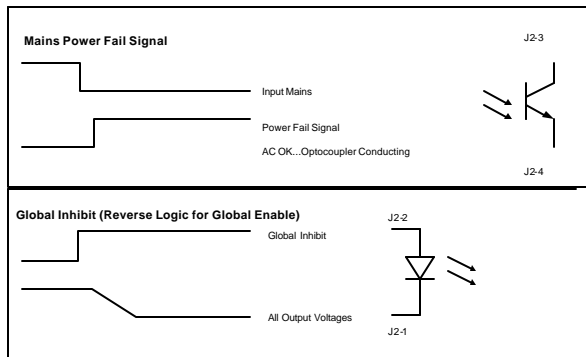 Mains Power Fail Signal
J2-3
Input Mains
Power Fail Signal
AC OK...Optocoupler Conducting
J2-4
Global Inhibit (Reverse Logic for Global Enable)
J2-2
Global Inhibit
All Output Voltages
J2-1